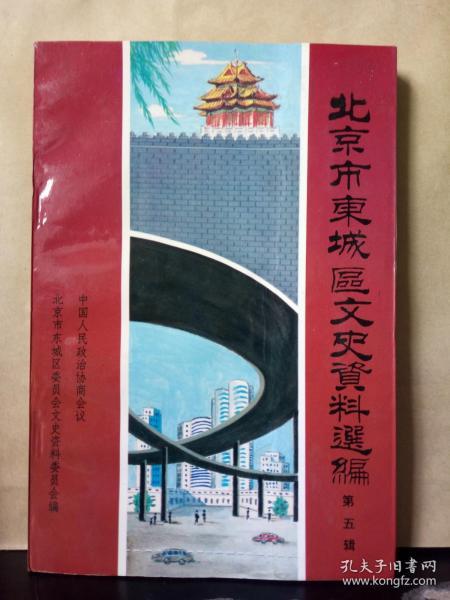 北京市東城區文史資料選編
第五辑
中国人民政治协商会议
北京市东城区委员会文史资料委员会编
孔夫子旧书网
www.kongfz.com